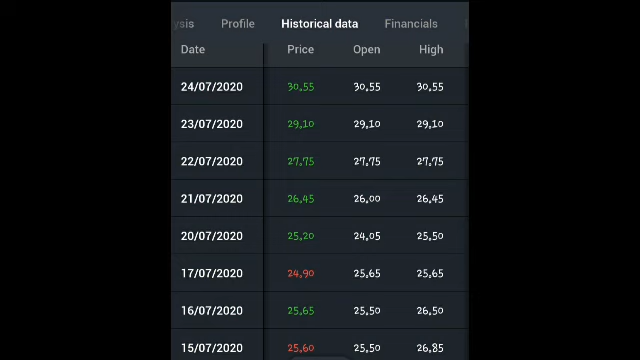 ysis Profile Historical data Financials
Date Price Open High
24/07/2020 30,55 30,55 30,55
23/07/2020 29,10 29,10 29,10
22/07/2020 27,75 27,75 27,75
21/07/2020 26,45 26,00 26,45
20/07/2020 25,20 24,05 25,50
17/07/2020 24,90 25,65 25,65
16/07/2020 25,65 25,50 26,50
15/07/2020 25,60 25,50 26,85